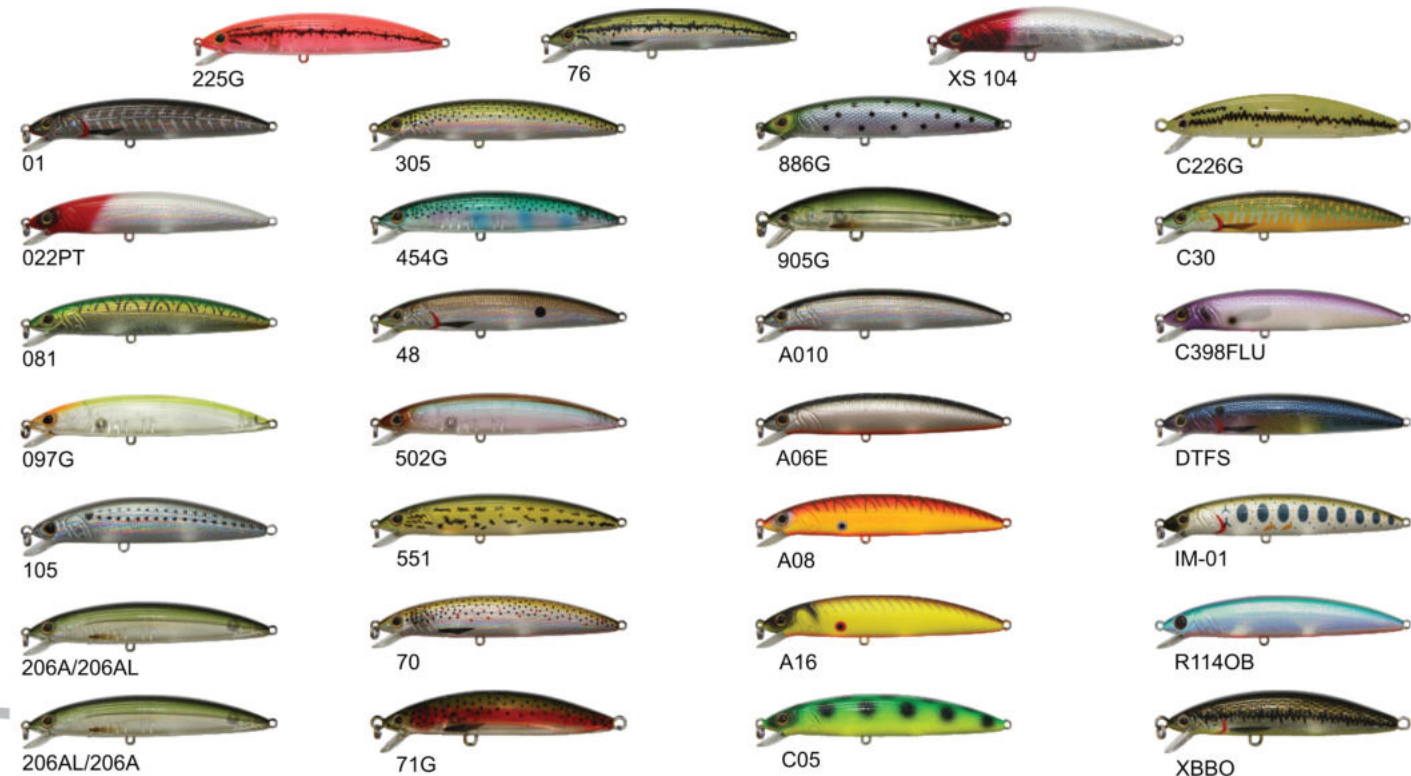 225G
76
XS 104
01
305
886G
C226G
022PT
454G
905G
C30
081
48
A010
C398FLU
097G
502G
A06E
DTFS
105
551
A08
IM-01
206A/206AL
70
A16
R114OB
206AL/206A
71G
C05
XBBO